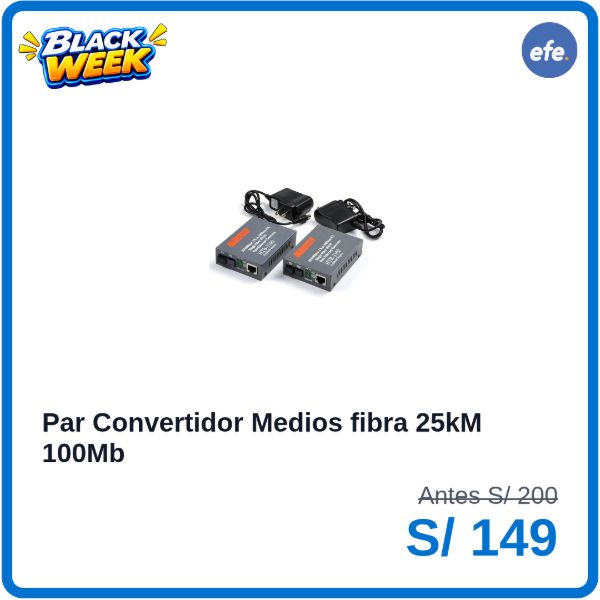 BLACK
WEEK
efe.
Par Convertidor Medios fibra 25kM
100Mb
Antes S/ 200
S/ 149